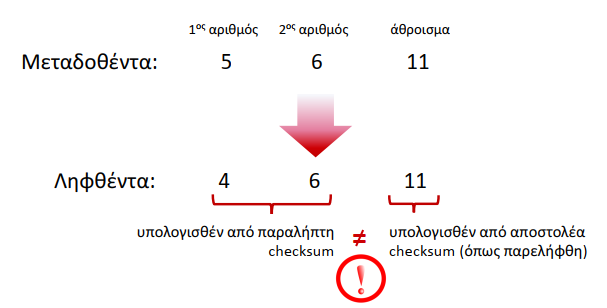 1ος αριθμός 2ος αριθμός άθροισμα
Μεταδοθέντα: 5 6 11
Ληφθέντα: 4 6 11
υπολογισθέν από παραλήπτη ≠ υπολογισθέν από αποστολέα
checksum checksum (όπως παρελήφθη)
!